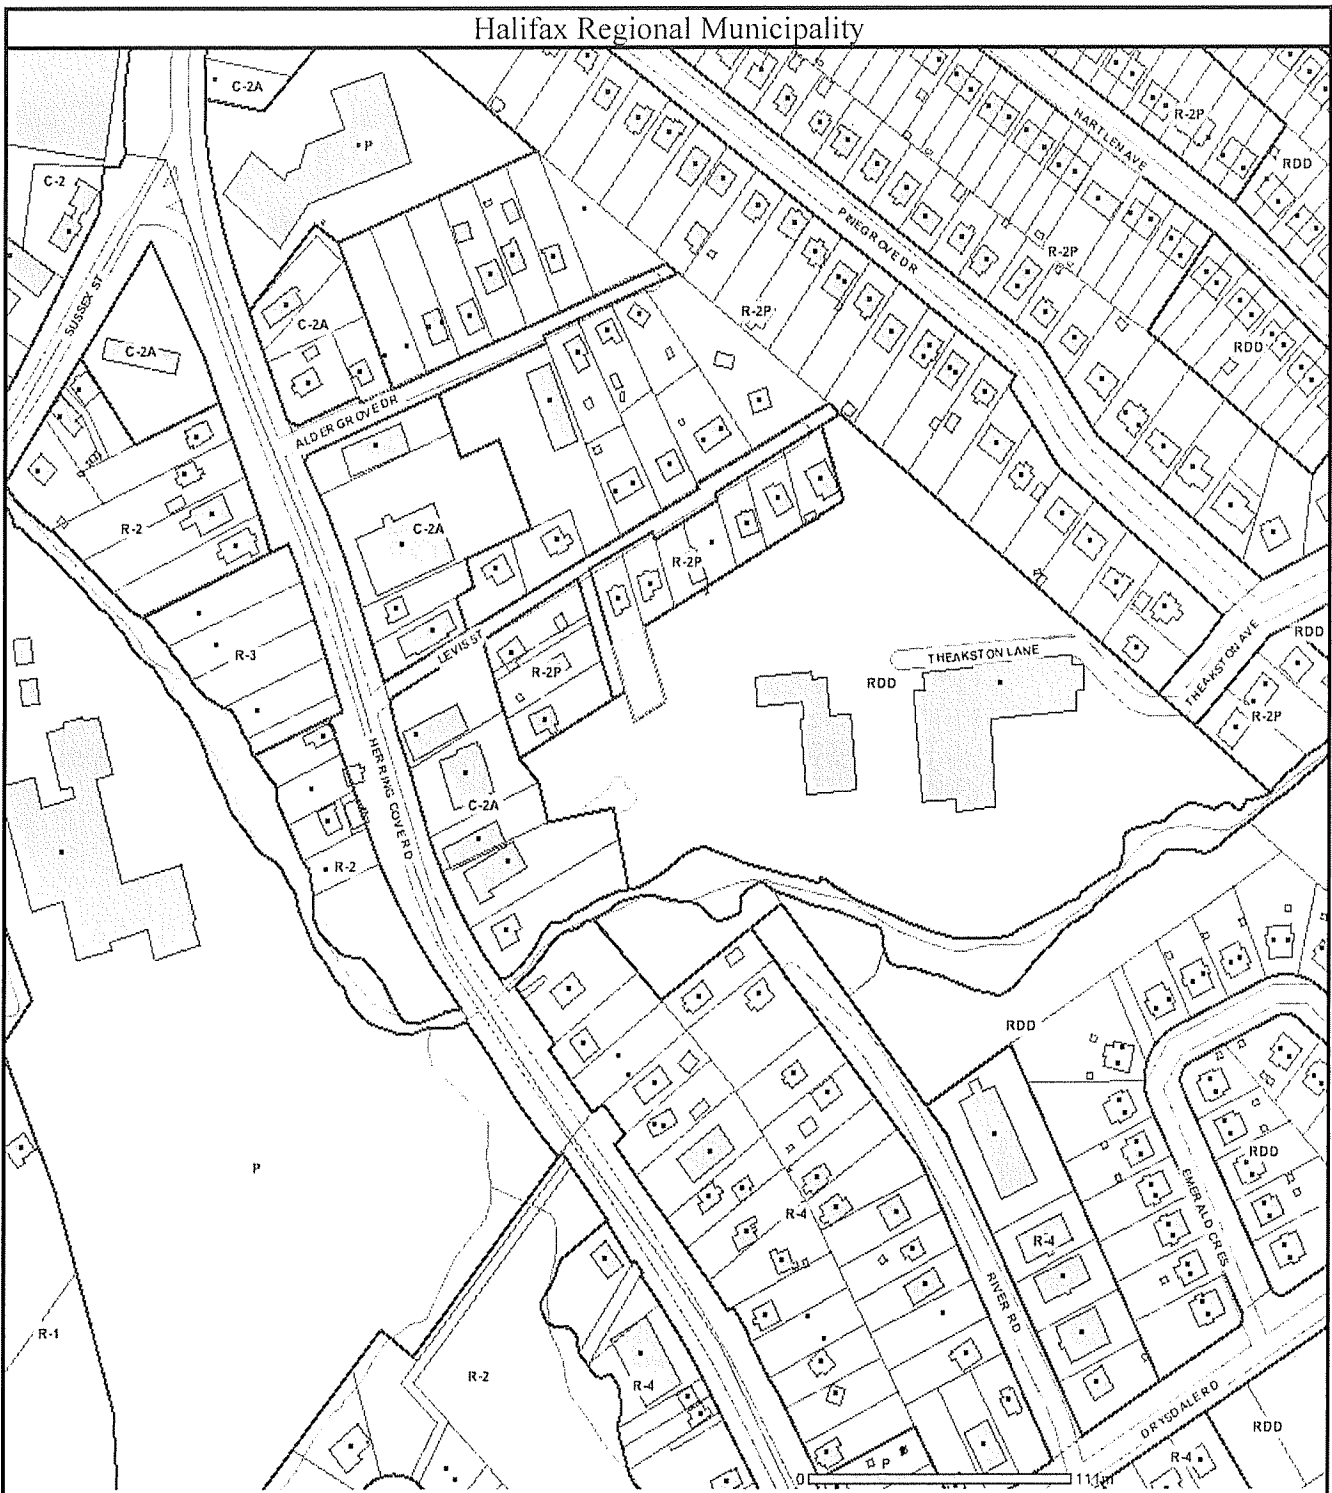 Halifax Regional Municipality
C-2A
P
HARTLEN AVE
R-2P
RDD
C-2
SUSSEX ST
PINEGROVE DR
R-2P
C-2A
R-2P
C-2A
RDD
ALDERGROVE DR
R-2
C-2A
R-2P
R-3
LEVIS ST
R-2P
THEAKSTON LANE
RDD
THEAKSTON AVE
RDD
R-2P
HERRING COVE RD
C-2A
R-2
RDD
P
RDD
EMERALD CRES
R-4
R-4
RIVER RD
R-1
R-2
R-4
DRYSDALE RD
RDD
P
R-4
0 111m